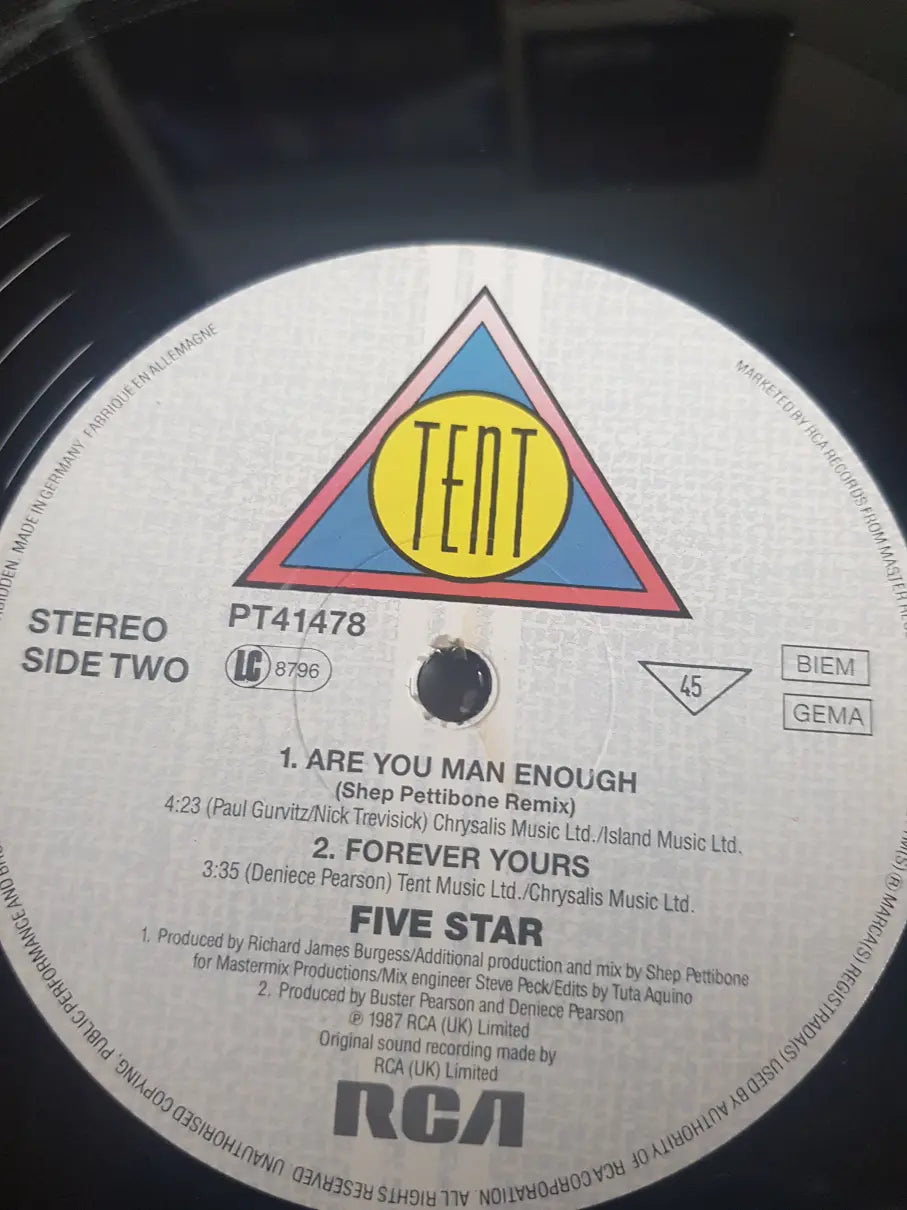 TENT
STEREO
SIDE TWO
PT41478
LC 8796
45
BIEM
GEMA
1. ARE YOU MAN ENOUGH
(Shep Pettibone Remix)
4:23 (Paul Gurvitz/Nick Trevisick) Chrysalis Music Ltd./Island Music Ltd.
2. FOREVER YOURS
3:35 (Deniece Pearson) Tent Music Ltd./Chrysalis Music Ltd.
FIVE STAR
1. Produced by Richard James Burgess/Additional production and mix by Shep Pettibone
for Mastermix Productions/Mix engineer Steve Peck/Edits by Tuta Aquino
2. Produced by Buster Pearson and Deniece Pearson
℗ 1987 RCA (UK) Limited
Original sound recording made by
RCA (UK) Limited
RCA
MARKETED BY RCA RECORDS FROM MASTER
® MARCA(S) REGISTRADA(S) USED BY AUTHORITY OF RCA CORPORATION. ALL RIGHTS RESERVED. UNAUTHORISED COPYING, PUBLIC PERFORMANCE AND
MADE IN GERMANY. FABRIQUE EN ALLEMAGNE